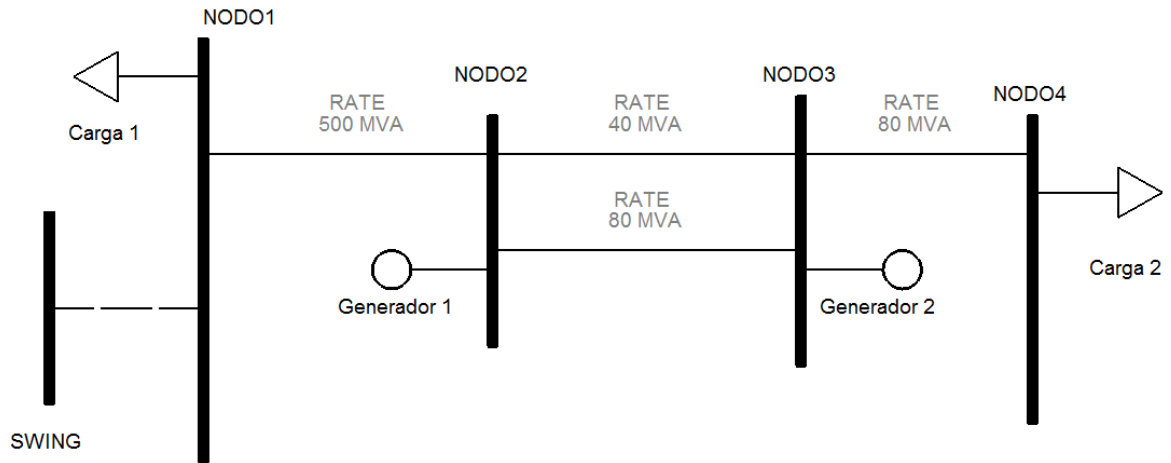 NODO1
NODO2
NODO3
NODO4
RATE
500 MVA
RATE
40 MVA
RATE
80 MVA
Carga 1
RATE
80 MVA
Carga 2
Generador 1
Generador 2
SWING